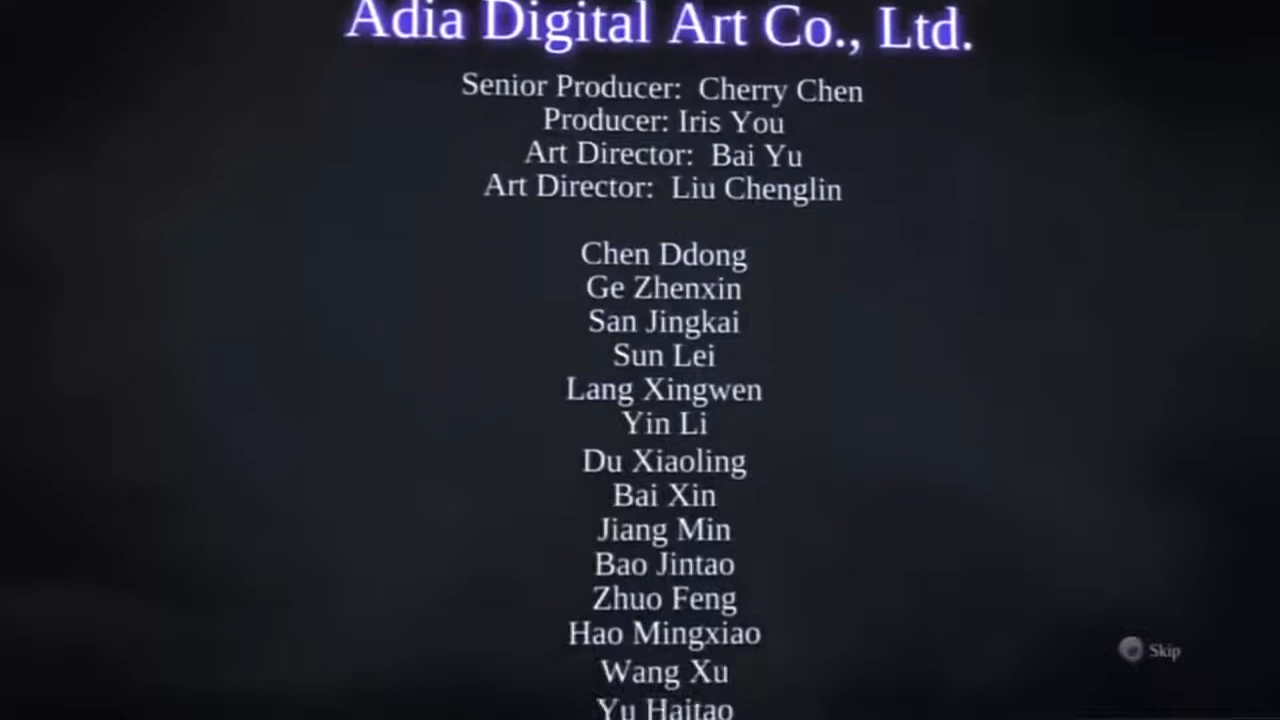 Adia Digital Art Co., Ltd.
Senior Producer: Cherry Chen
Producer: Iris You
Art Director: Bai Yu
Art Director: Liu Chenglin
Chen Ddong
Ge Zhenxin
San Jingkai
Sun Lei
Lang Xingwen
Yin Li
Du Xiaoling
Bai Xin
Jiang Min
Bao Jintao
Zhuo Feng
Hao Mingxiao
Wang Xu
Yu Haitao
Skip